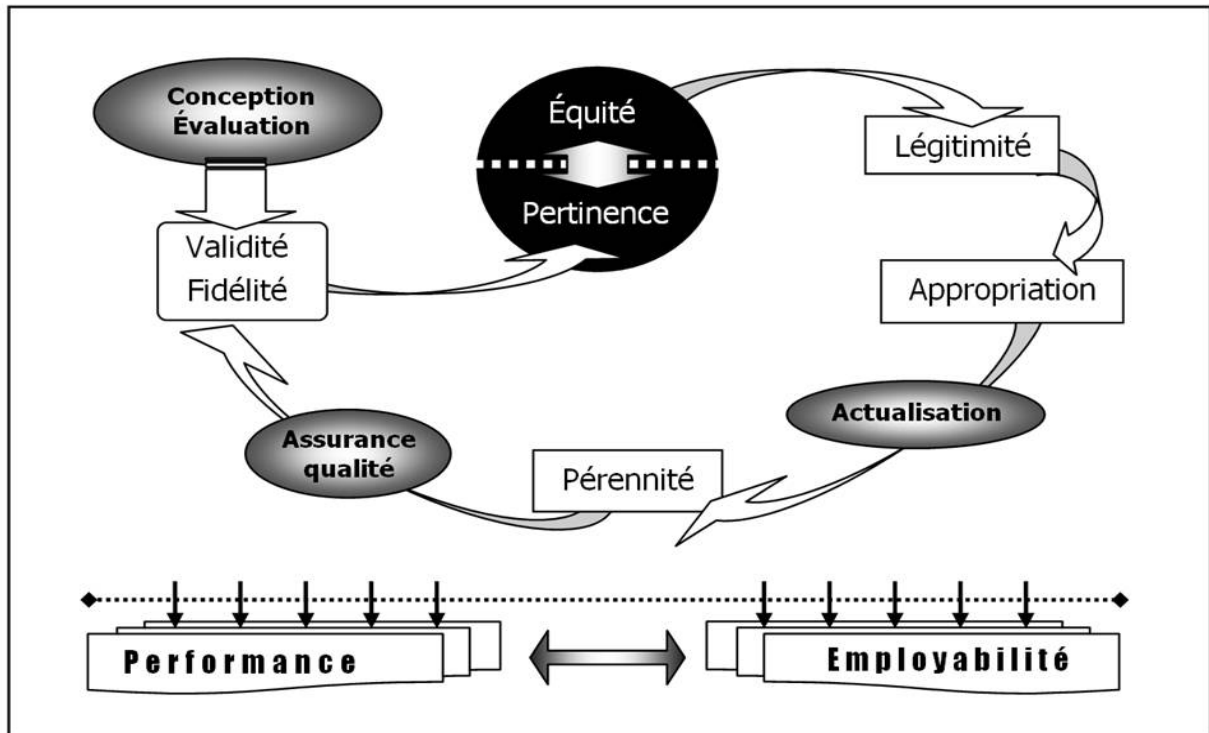 Conception
Évaluation
Équité
Pertinence
Légitimité
Validité
Fidélité
Appropriation
Actualisation
Assurance
qualité
Pérennité
Performance
Employabilité